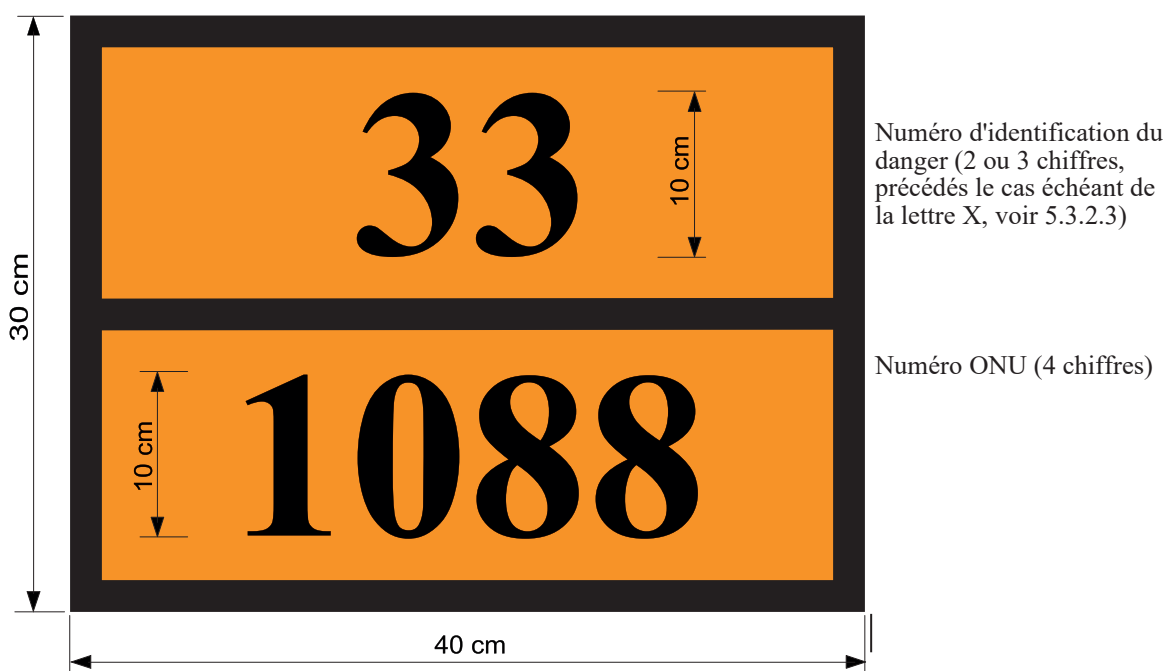 33
10 cm
Numéro d'identification du
danger (2 ou 3 chiffres,
précédés le cas échéant de
la lettre X, voir 5.3.2.3)
30 cm
1088
10 cm
Numéro ONU (4 chiffres)
40 cm